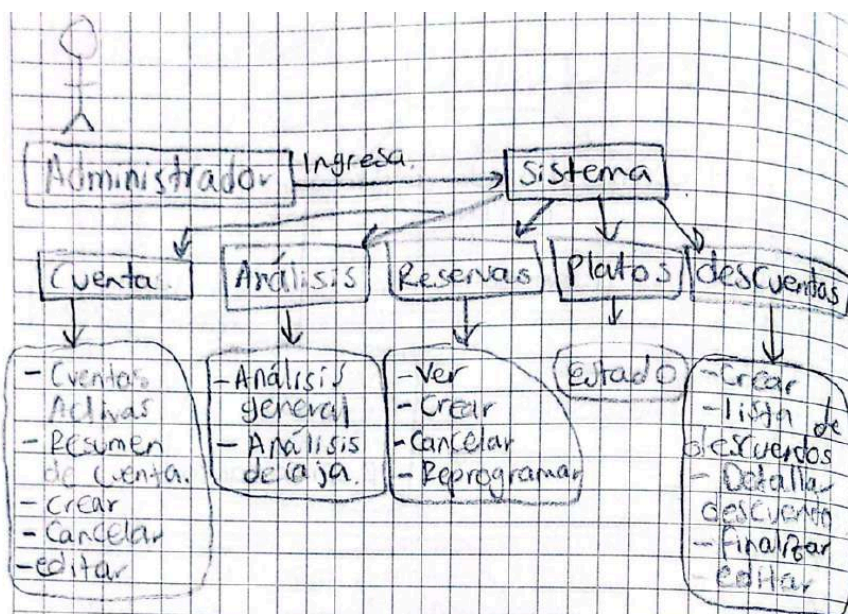 Administrador
Ingresa.
Sistema
Cuenta.
Análisis
Reservas
Platos
descuentos
- Cuentas
Activas
- Resumen
de cuenta.
- Crear
- Cancelar
- editar
- Análisis
general
- Análisis
de caja.
- Ver
- Crear
- Cancelar
- Reprogramar
Estado
- Crear
- lista de
descuentos
- Detallar
descuento
- Finalizar
- editar